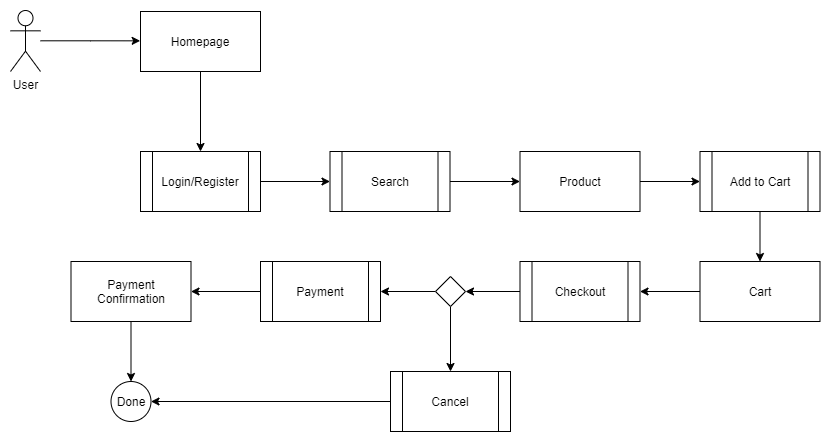 Homepage
User
Login/Register
Search
Product
Add to Cart
Payment
Confirmation
Payment
Checkout
Cart
Done
Cancel